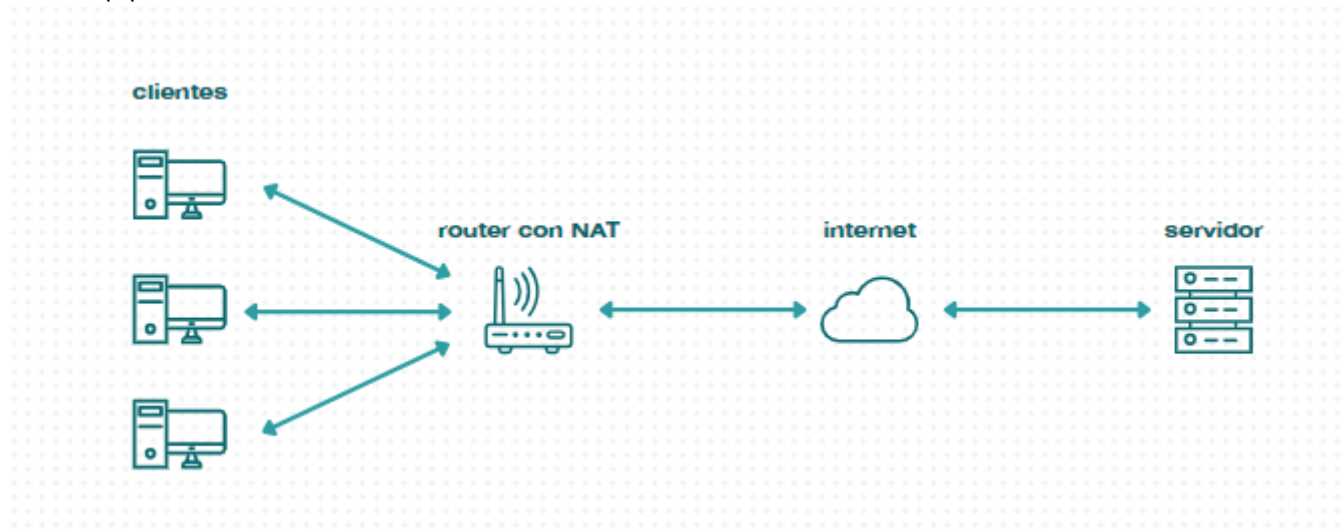 clientes
router con NAT
internet
servidor